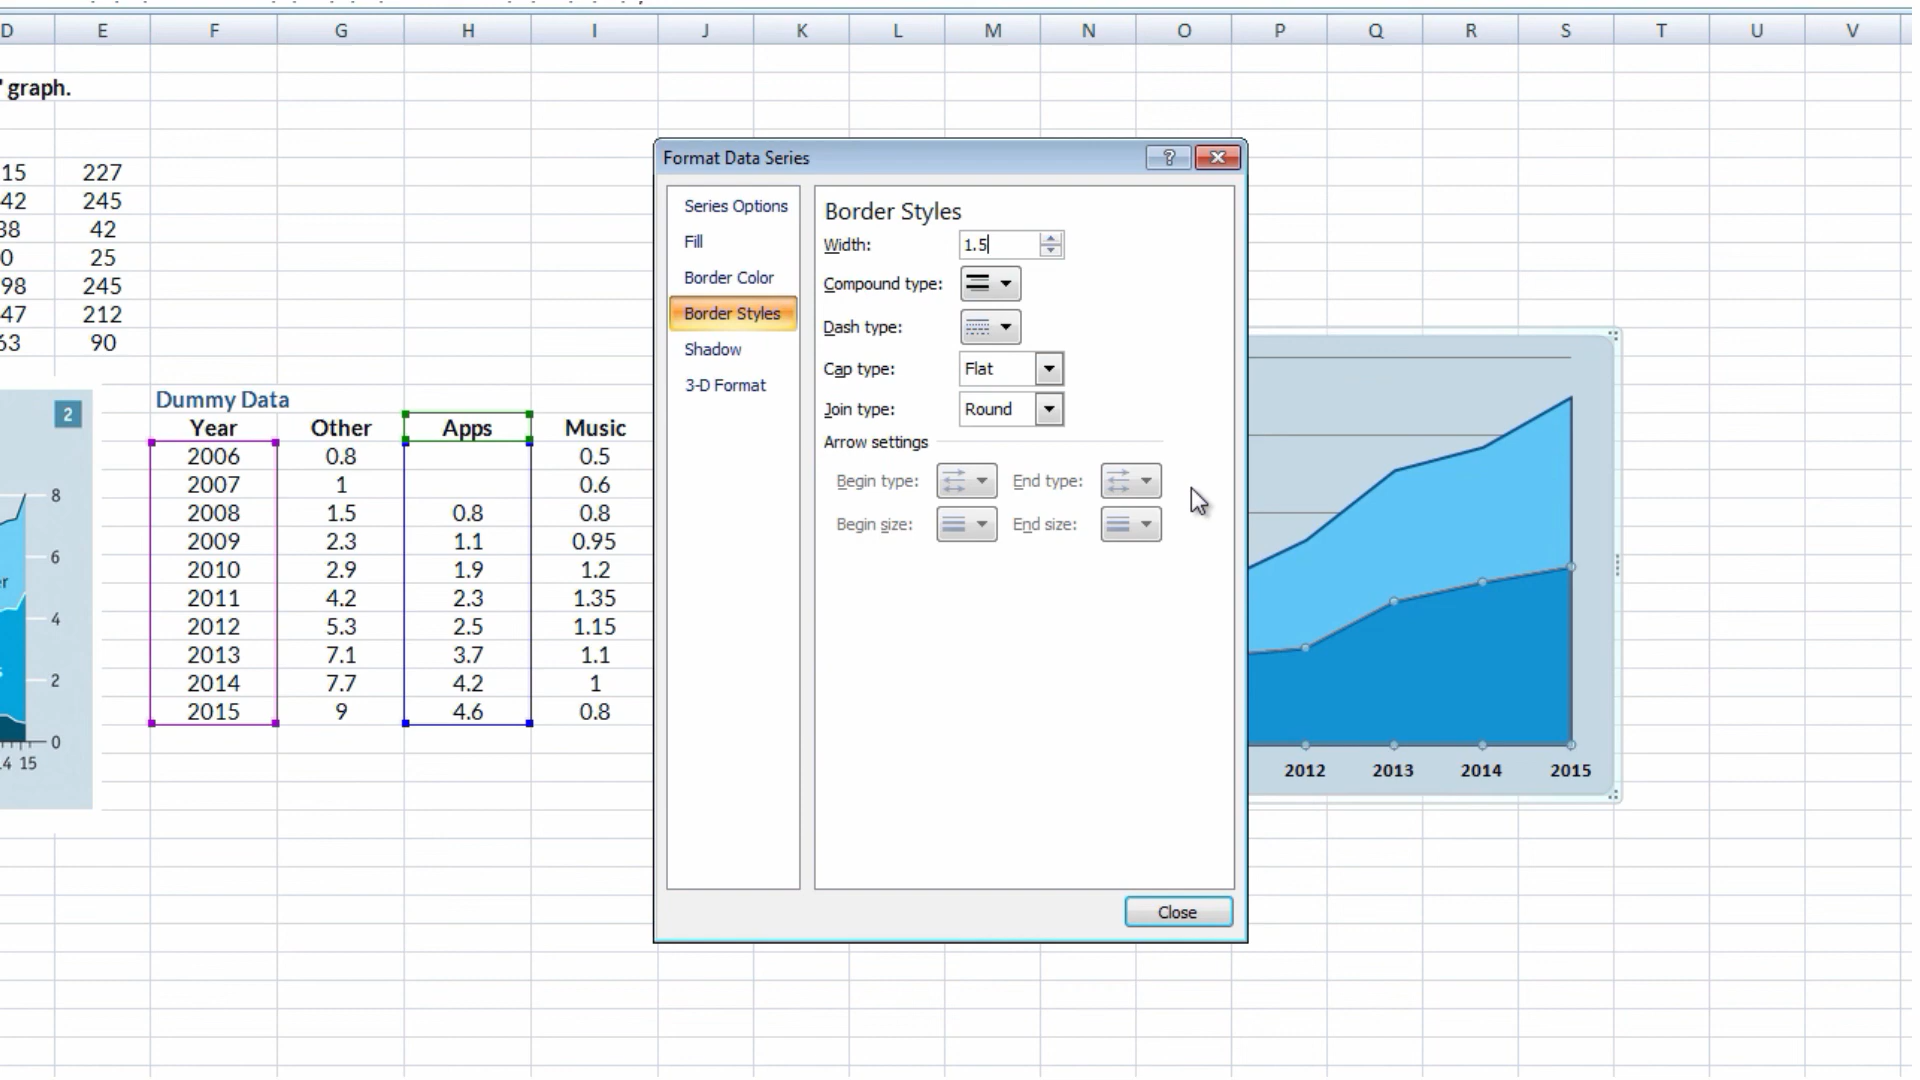 D E F G H I J K L M N O P Q R S T U V
' graph.
15 227
42 245
38 42
0 25
98 245
47 212
63 90
Format Data Series
?
Series Options
Fill
Border Color
Border Styles
Shadow
3-D Format
Border Styles
Width: 1.5
Compound type:
Dash type:
Cap type: Flat
Join type: Round
Arrow settings
Begin type: End type:
Begin size: End size:
Close
2
8
6
4
2
0
15
Dummy Data
Year Other Apps Music
2006 0.8 0.5
2007 1 0.6
2008 1.5 0.8 0.8
2009 2.3 1.1 0.95
2010 2.9 1.9 1.2
2011 4.2 2.3 1.35
2012 5.3 2.5 1.15
2013 7.1 3.7 1.1
2014 7.7 4.2 1
2015 9 4.6 0.8
2012 2013 2014 2015